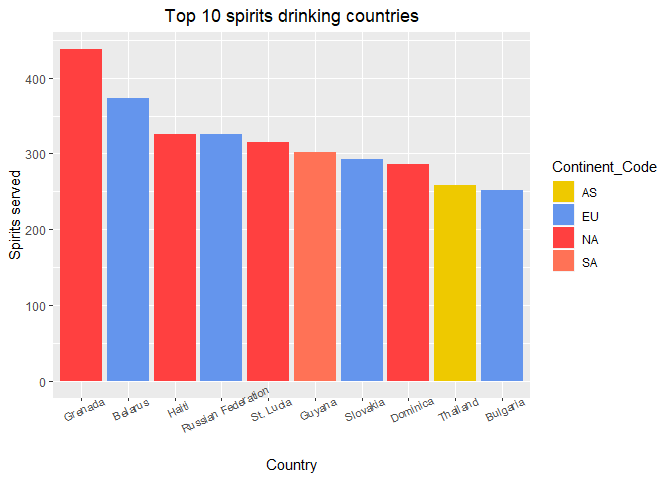 Top 10 spirits drinking countries
Spirits served
400
300
200
100
0
Grenada
Belarus
Haiti
Russian Federation
St. Lucia
Guyana
Slovakia
Dominica
Thailand
Bulgaria
Country
Continent_Code
AS
EU
NA
SA